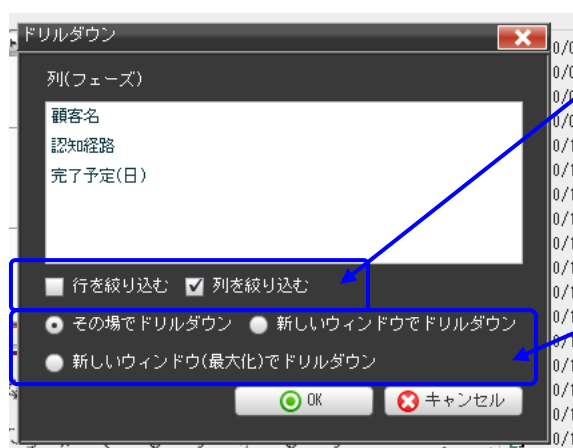 ドリルダウン
列(フェーズ)
顧客名
認知経路
完了予定(日)
行を絞り込む 列を絞り込む
その場でドリルダウン 新しいウィンドウでドリルダウン
新しいウィンドウ(最大化)でドリルダウン
OK キャンセル